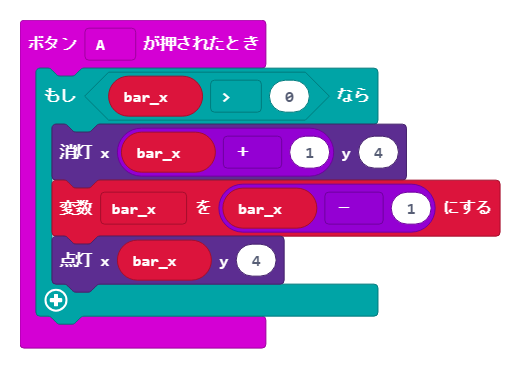 ボタン A が押されたとき
もし bar_x > 0 なら
消灯 x bar_x + 1 y 4
変数 bar_x を bar_x - 1 にする
点灯 x bar_x y 4